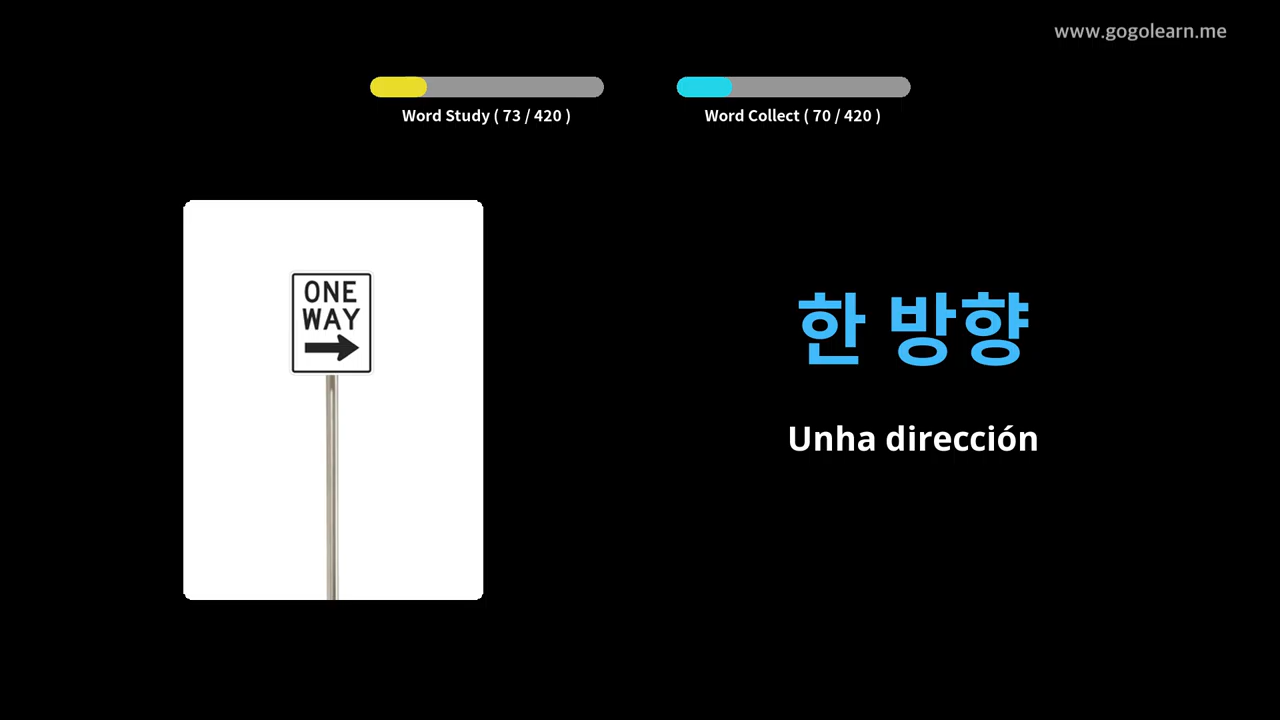 www.gogolearn.me
Word Study ( 73 / 420 )
Word Collect ( 70 / 420 )
ONE
WAY
한 방향
Unha dirección